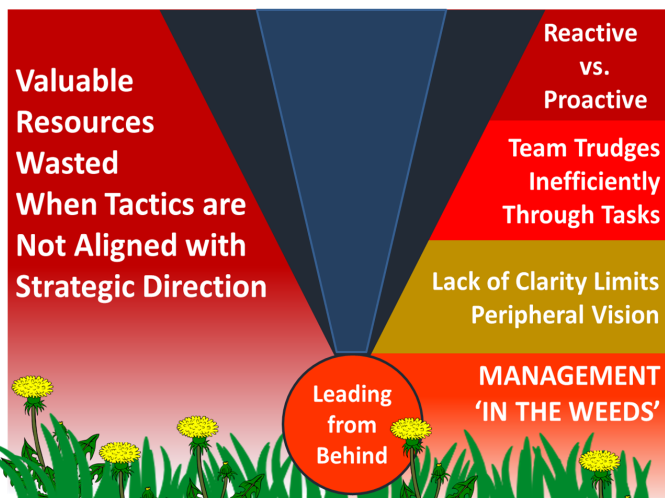 Valuable
Resources
Wasted
When Tactics are
Not Aligned with
Strategic Direction
Reactive
vs.
Proactive
Team Trudges
Inefficiently
Through Tasks
Lack of Clarity Limits
Peripheral Vision
MANAGEMENT
‘IN THE WEEDS’
Leading
from
Behind